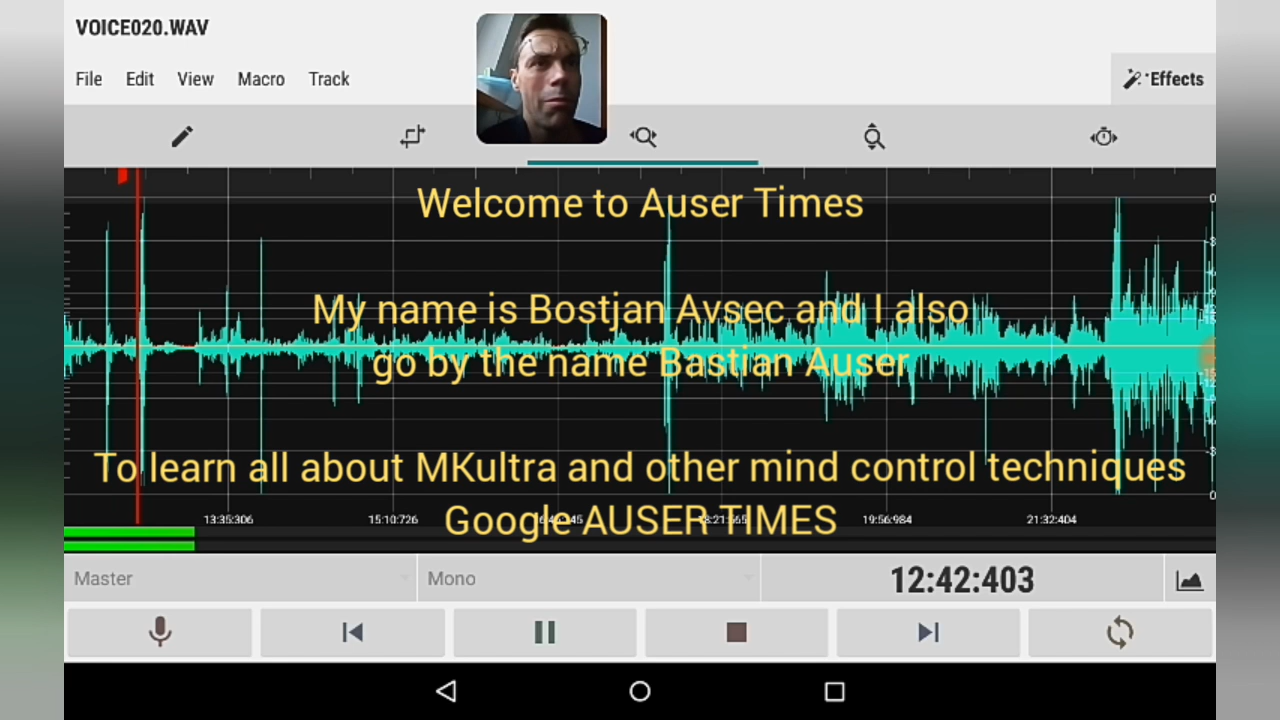 VOICE020.WAV
File Edit View Macro Track
Effects
Welcome to Auser Times
My name is Bostjan Avsec and I also
go by the name Bastian Auser
To learn all about MKultra and other mind control techniques
Google AUSER TIMES
13:35:306 15:10:726 19:56:984 21:32:404
Master Mono 12:42:403